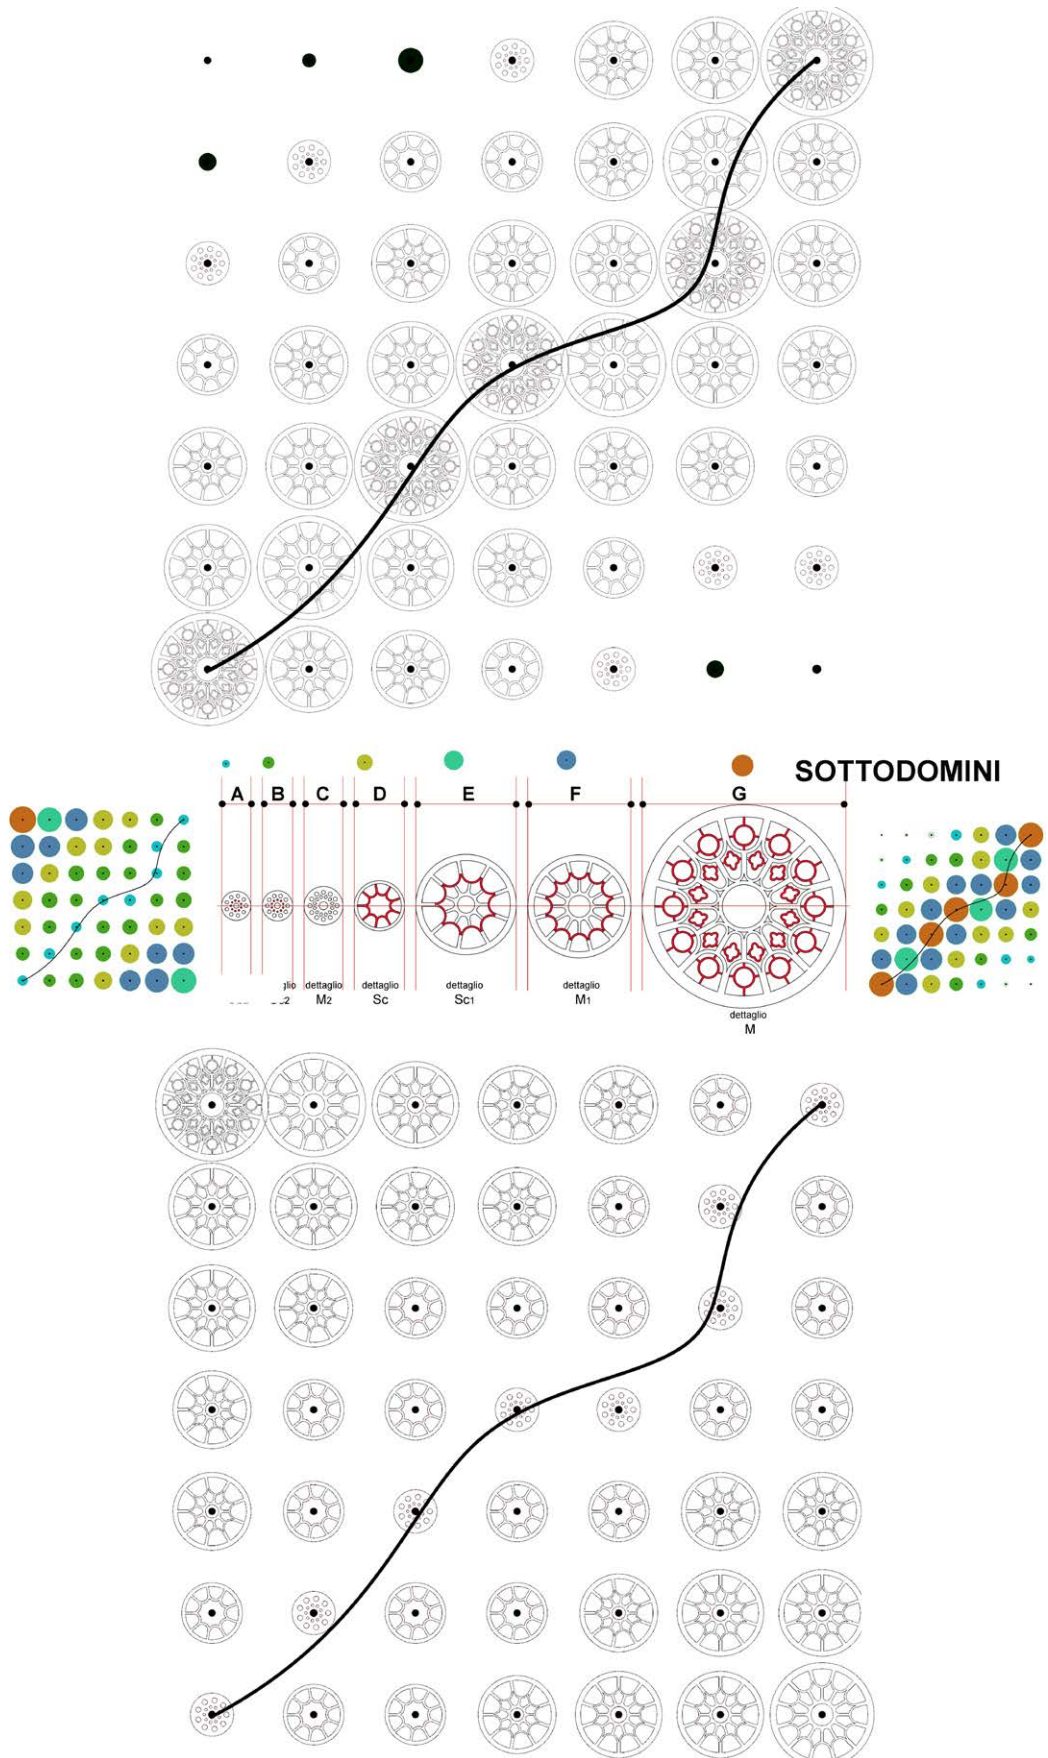 SOTTODOMINI
A B C D E F G
dettaglio dettaglio dettaglio dettaglio
M2 Sc Sc1 M1
dettaglio
M